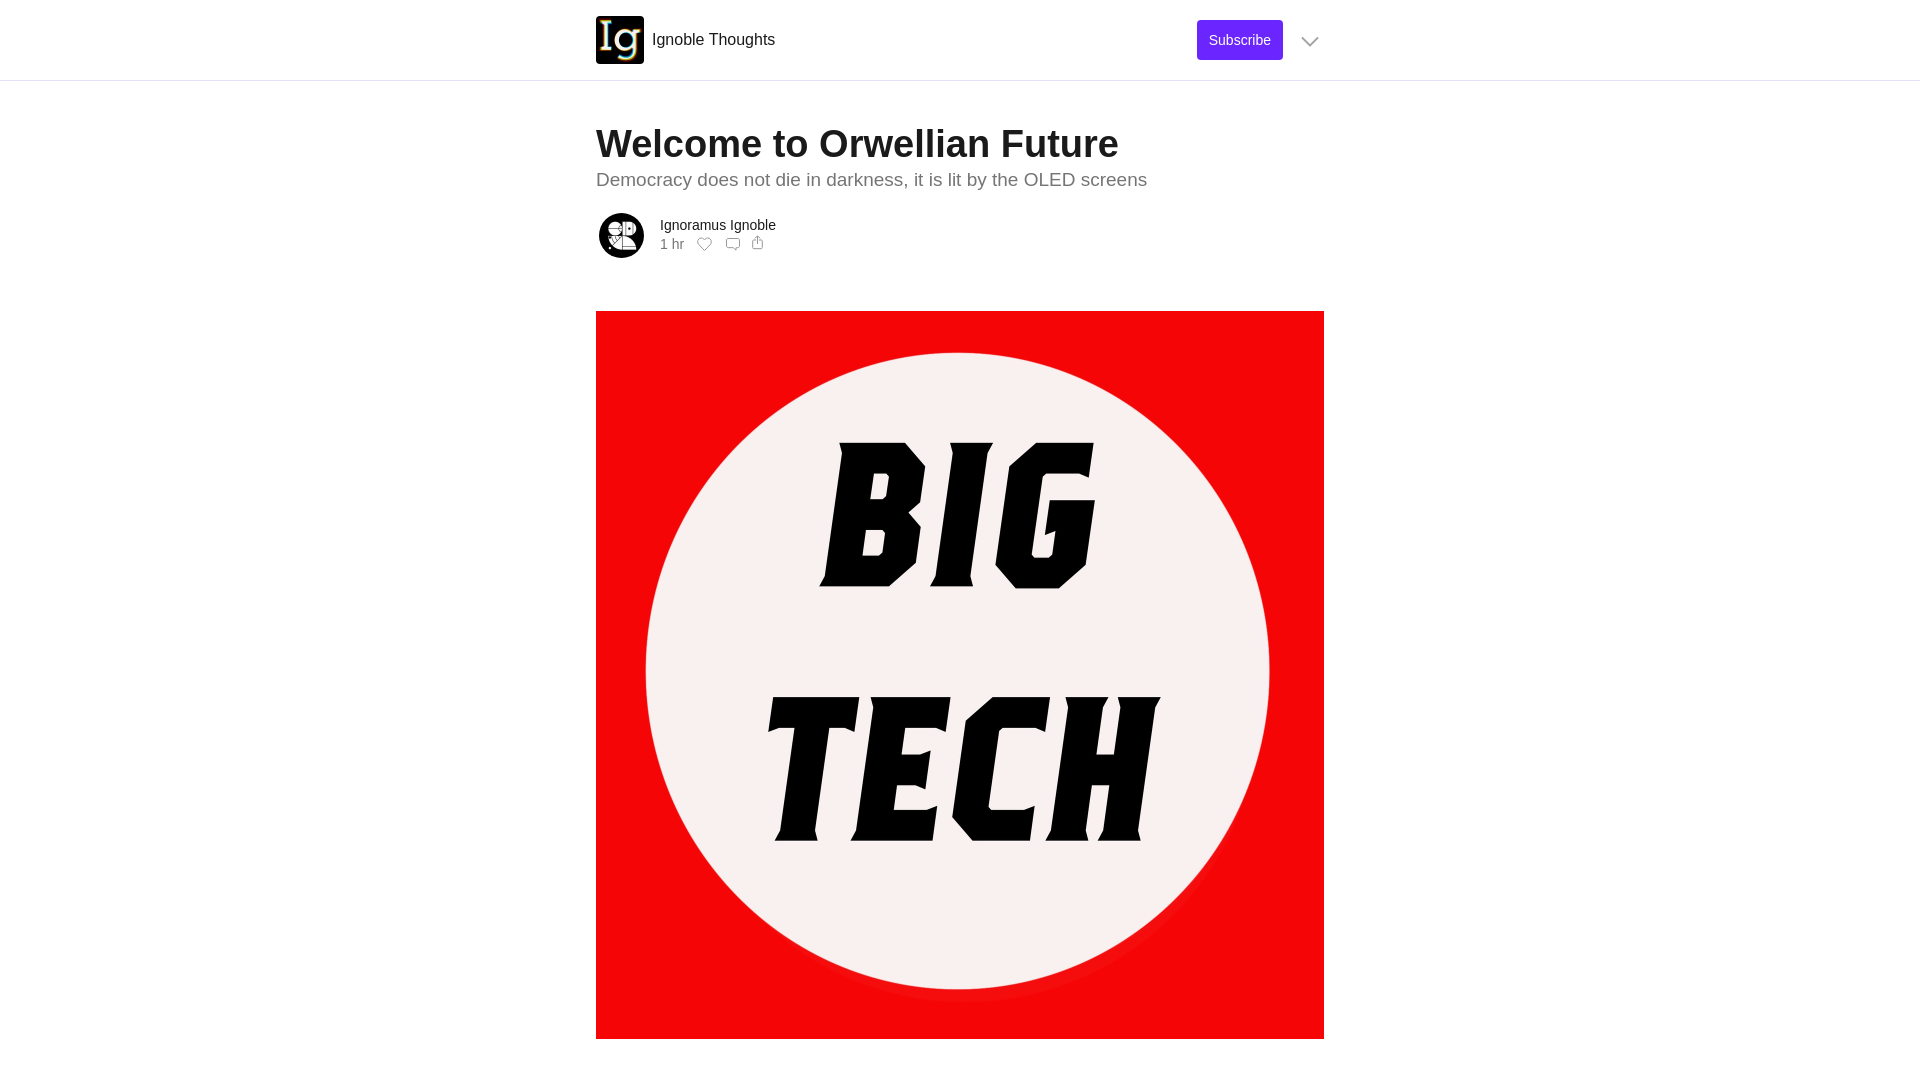 Ig
Ignoble Thoughts
Subscribe
Welcome to Orwellian Future
Democracy does not die in darkness, it is lit by the OLED screens
Ignoramus Ignoble
1 hr
BIG
TECH